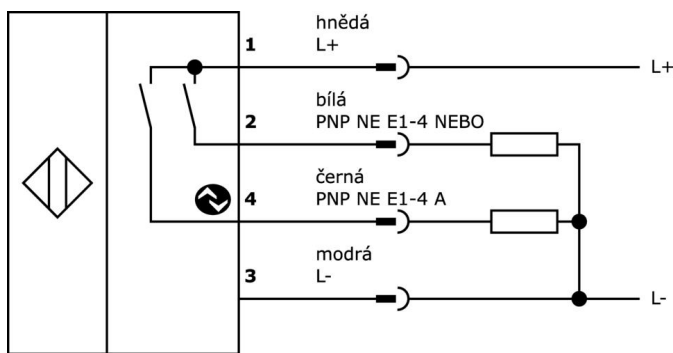 hnědá
1 L+
L+
bílá
2 PNP NE E1-4 NEBO
černá
4 PNP NE E1-4 A
modrá
3 L-
L-